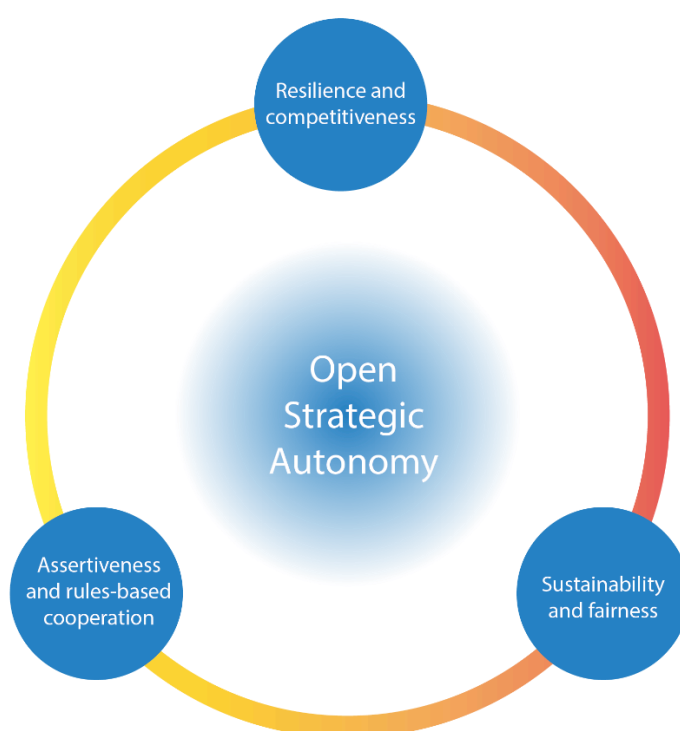 Resilience and
competitiveness
Open
Strategic
Autonomy
Assertiveness
and rules-based
cooperation
Sustainability
and fairness